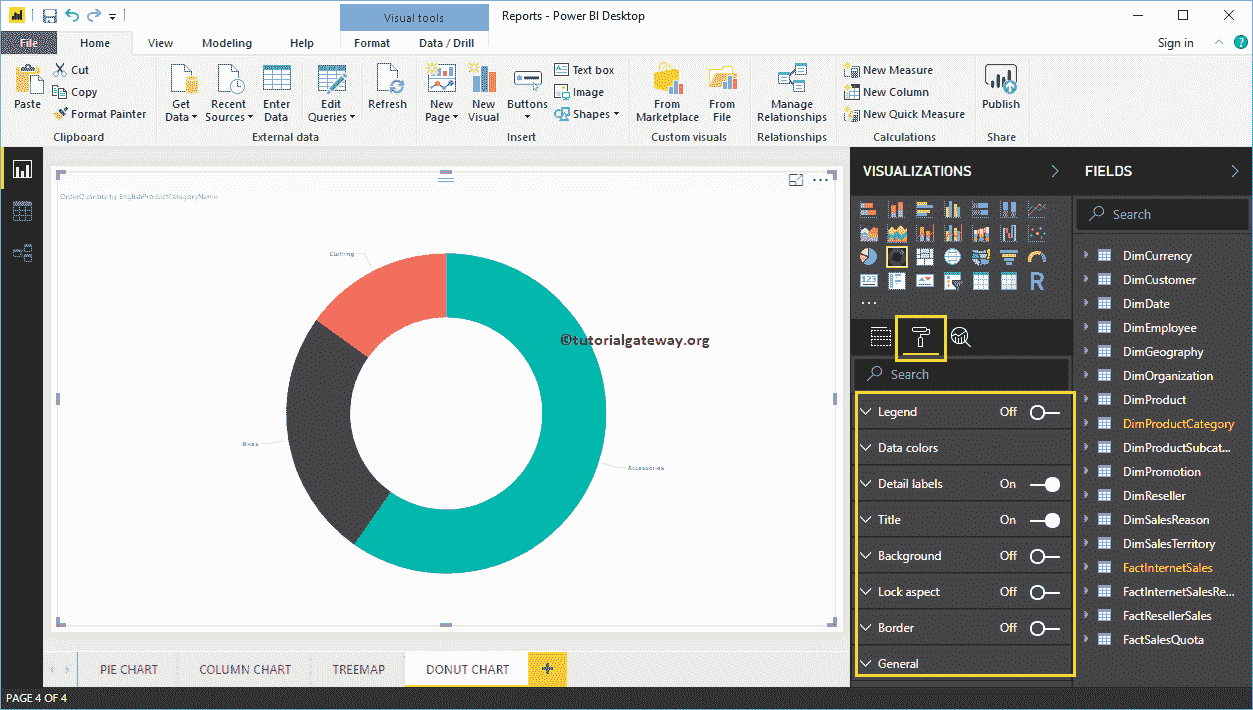 Visual tools
Reports - Power BI Desktop
File Home View Modeling Help Format Data / Drill Sign in ?
Paste
Cut
Copy
Format Painter
Clipboard
Get Data
Recent Sources
Enter Data
Edit Queries
External data
Refresh
New Page
New Visual
Buttons
Text box
Image
Shapes
Insert
From Marketplace
From File
Custom visuals
Manage Relationships
Relationships
New Measure
New Column
New Quick Measure
Calculations
Publish
Share
OrderQuantity by EnglishProductCategoryName
Clothing
©tutorialgateway.org
Bikes
Accessories
VISUALIZATIONS
123
R
Search
Legend Off
Data colors
Detail labels On
Title On
Background Off
Lock aspect Off
Border Off
General
FIELDS
Search
DimCurrency
DimCustomer
DimDate
DimEmployee
DimGeography
DimOrganization
DimProduct
DimProductCategory
DimProductSubcat...
DimPromotion
DimReseller
DimSalesReason
DimSalesTerritory
FactInternetSales
FactInternetSalesRe...
FactResellerSales
FactSalesQuota
PIE CHART COLUMN CHART TREEMAP DONUT CHART +
PAGE 4 OF 4